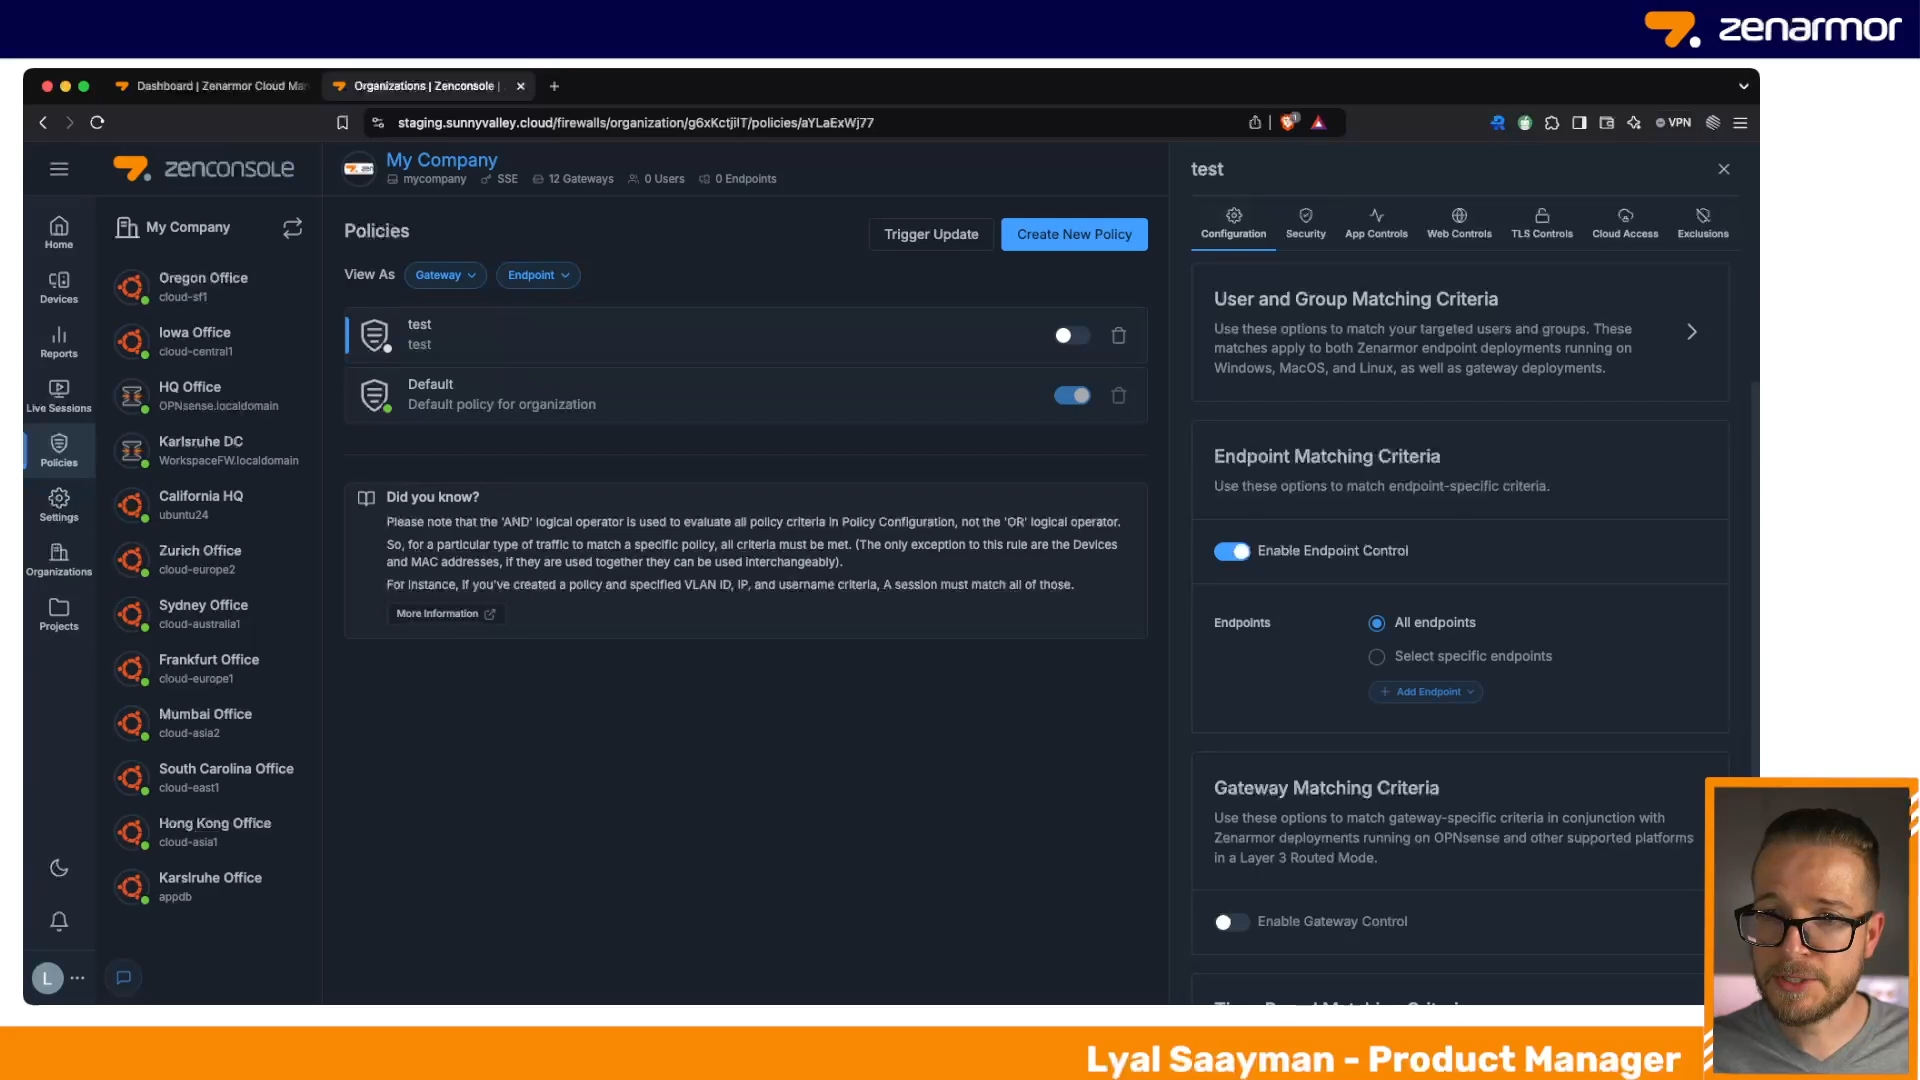 zenarmor
Dashboard | Zenarmor Cloud Man
Organizations | Zenconsole |
staging.sunnyvalley.cloud/firewalls/organization/g6xKctjiIT/policies/aYLaExWj77
VPN
zenconsole
Home
Devices
Reports
Live Sessions
Policies
Settings
Organizations
Projects
L
My Company
Oregon Office
cloud-sf1
Iowa Office
cloud-central1
HQ Office
OPNsense.localdomain
Karlsruhe DC
WorkspaceFW.localdomain
California HQ
ubuntu24
Zurich Office
cloud-europe2
Sydney Office
cloud-australia1
Frankfurt Office
cloud-europe1
Mumbai Office
cloud-asia2
South Carolina Office
cloud-east1
Hong Kong Office
cloud-asia1
Karslruhe Office
appdb
My Company
mycompany SSE 12 Gateways 0 Users 0 Endpoints
Policies
Trigger Update
Create New Policy
View As Gateway Endpoint
test
test
Default
Default policy for organization
Did you know?
Please note that the 'AND' logical operator is used to evaluate all policy criteria in Policy Configuration, not the 'OR' logical operator.
So, for a particular type of traffic to match a specific policy, all criteria must be met. (The only exception to this rule are the Devices
and MAC addresses, if they are used together they can be used interchangeably).
For instance, if you've created a policy and specified VLAN ID, IP, and username criteria, A session must match all of those.
More Information
test
Configuration Security App Controls Web Controls TLS Controls Cloud Access Exclusions
User and Group Matching Criteria
Use these options to match your targeted users and groups. These
matches apply to both Zenarmor endpoint deployments running on
Windows, MacOS, and Linux, as well as gateway deployments.
Endpoint Matching Criteria
Use these options to match endpoint-specific criteria.
Enable Endpoint Control
Endpoints
All endpoints
Select specific endpoints
Add Endpoint
Gateway Matching Criteria
Use these options to match gateway-specific criteria in conjunction with
Zenarmor deployments running on OPNsense and other supported platforms
in a Layer 3 Routed Mode.
Enable Gateway Control
Lyal Saayman - Product Manager